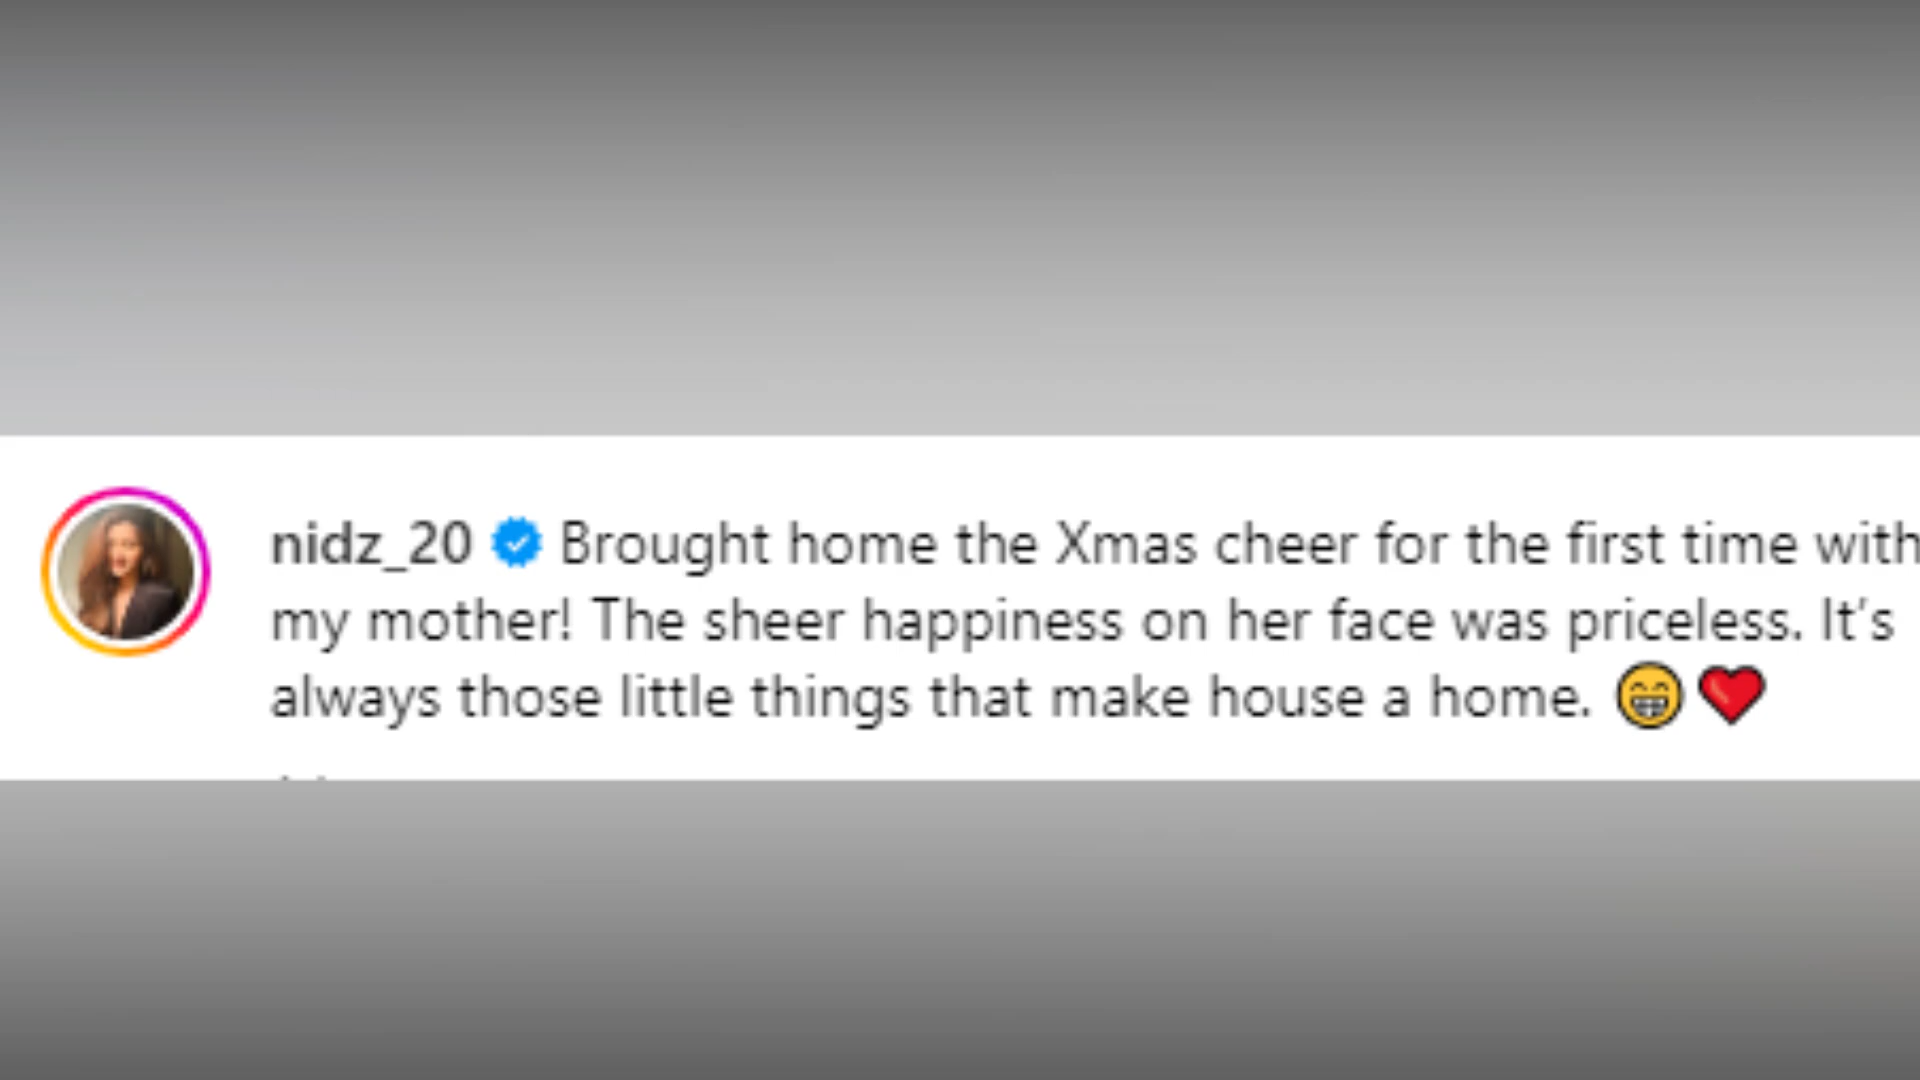 nidz_20 Brought home the Xmas cheer for the first time with
my mother! The sheer happiness on her face was priceless. It's
always those little things that make house a home. 😁❤️